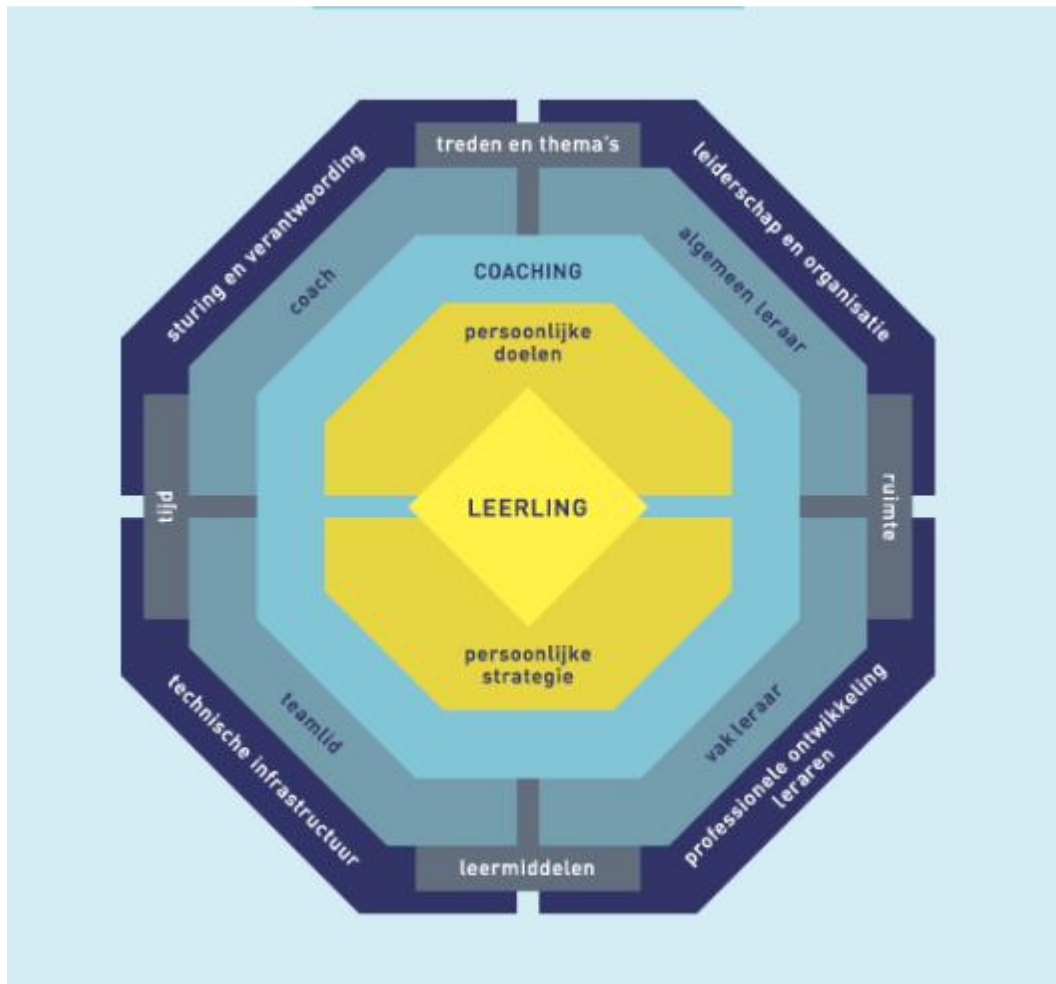 treden en thema's
sturing en verantwoording
leiderschap en organisatie
coach
algemeen leraar
COACHING
persoonlijke
doelen
tijd
LEERLING
ruimte
persoonlijke
strategie
teamlid
vakleraar
technische infrastructuur
professionele ontwikkeling
leraren
leermiddelen